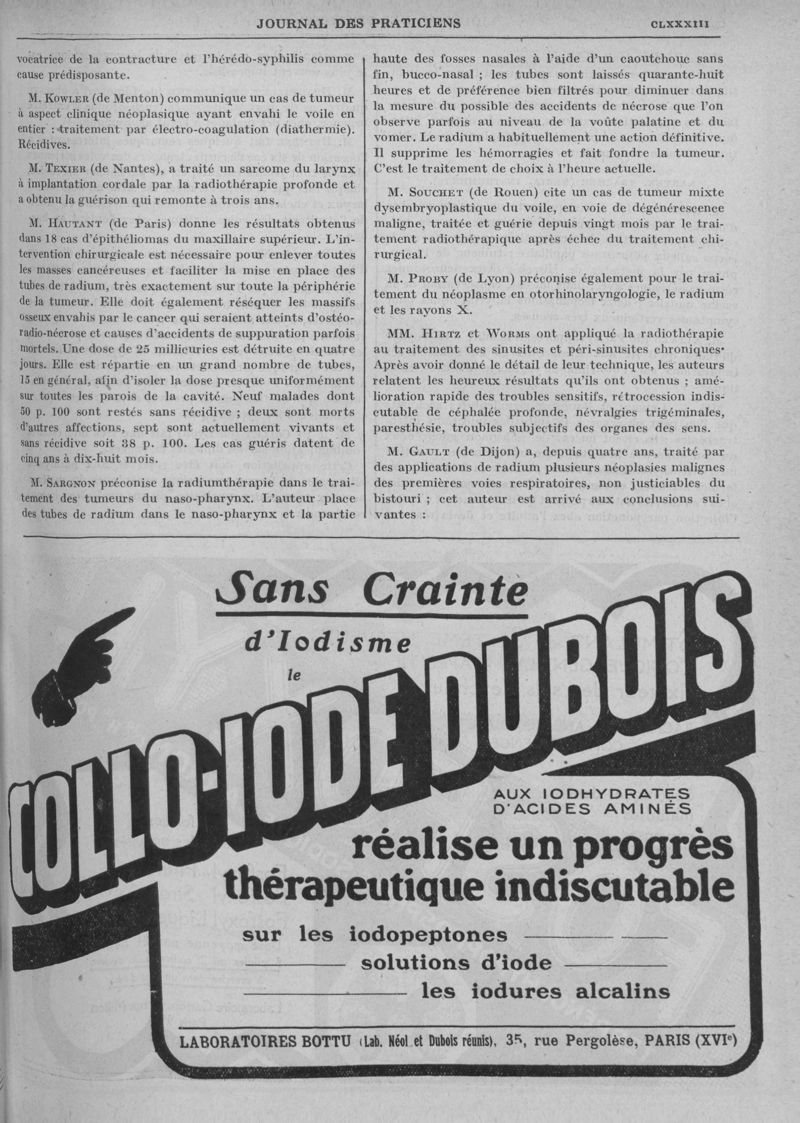 JOURNAL DES PRATICIENS
CLXXXIII
vocatrice de la contracture et l'hérédo-syphilis comme
cause prédisposante.
M. KOWLER (de Menton) communique un cas de tumeur
à aspect clinique néoplasique ayant envahi le voile en
entier : traitement par électro-coagulation (diathermie).
Récidives.
M. TEXIER (de Nantes), a traité un sarcome du larynx
à implantation cordale par la radiothérapie profonde et
a obtenu la guérison qui remonte à trois ans.
M. HAUTANT (de Paris) donne les résultats obtenus
dans 18 cas d'épithéliomas du maxillaire supérieur. L'in-
tervention chirurgicale est nécessaire pour enlever toutes
les masses cancéreuses et faciliter la mise en place des
tubes de radium, très exactement sur toute la périphérie
de la tumeur. Elle doit également réséquer les massifs
osseux envahis par le cancer qui seraient atteints d'ostéo-
radio-nécrose et causes d'accidents de suppuration parfois
mortels. Une dose de 25 millicuries est détruite en quatre
jours. Elle est répartie en un grand nombre de tubes,
15 en général, afin d'isoler la dose presque uniformément
sur toutes les parois de la cavité. Neuf malades dont
50 p. 100 sont restés sans récidive ; deux sont morts
d'autres affections, sept sont actuellement vivants et
sans récidive soit 38 p. 100. Les cas guéris datent de
cinq ans à dix-huit mois.
M. SARGNON préconise la radiumthérapie dans le trai-
tement des tumeurs du naso-pharynx. L'auteur place
des tubes de radium dans le naso-pharynx et la partie
haute des fosses nasales à l'aide d'un caoutchouc sans
fin, bucco-nasal ; les tubes sont laissés quarante-huit
heures et de préférence bien filtrés pour diminuer dans
la mesure du possible des accidents de nécrose que l'on
observe parfois au niveau de la voûte palatine et du
vomer. Le radium a habituellement une action définitive.
Il supprime les hémorragies et fait fondre la tumeur.
C'est le traitement de choix à l'heure actuelle.
M. SOUCHET (de Rouen) cite un cas de tumeur mixte
dysembryoplastique du voile, en voie de dégénérescence
maligne, traitée et guérie depuis vingt mois par le trai-
tement radiothérapique après échec du traitement chi-
rurgical.
M. PROBY (de Lyon) préconise également pour le trai-
tement du néoplasme en otorhinolaryngologie, le radium
et les rayons X.
MM. HIRTZ et WORMS ont appliqué la radiothérapie
au traitement des sinusites et péri-sinusites chroniques.
Après avoir donné le détail de leur technique, les auteurs
relatent les heureux résultats qu'ils ont obtenus ; amé-
lioration rapide des troubles sensitifs, rétrocession indis-
cutable de céphalée profonde, névralgies trigéminales,
paresthésie, troubles subjectifs des organes des sens.
M. GAULT (de Dijon) a, depuis quatre ans, traité par
des applications de radium plusieurs néoplasies malignes
des premières voies respiratoires, non justiciables du
bistouri ; cet auteur est arrivé aux conclusions sui-
vantes :
Sans Crainte
d'Iodisme
le
COLLO-IODE DUBOIS
AUX IODHYDRATES
D'ACIDES AMINÉS
réalise un progrès
thérapeutique indiscutable
sur les iodopeptones
solutions d'iode
les iodures alcalins
LABORATOIRES BOTTU (Lab. Néol et Dubois réunis), 35, rue Pergolèse, PARIS (XVIe)